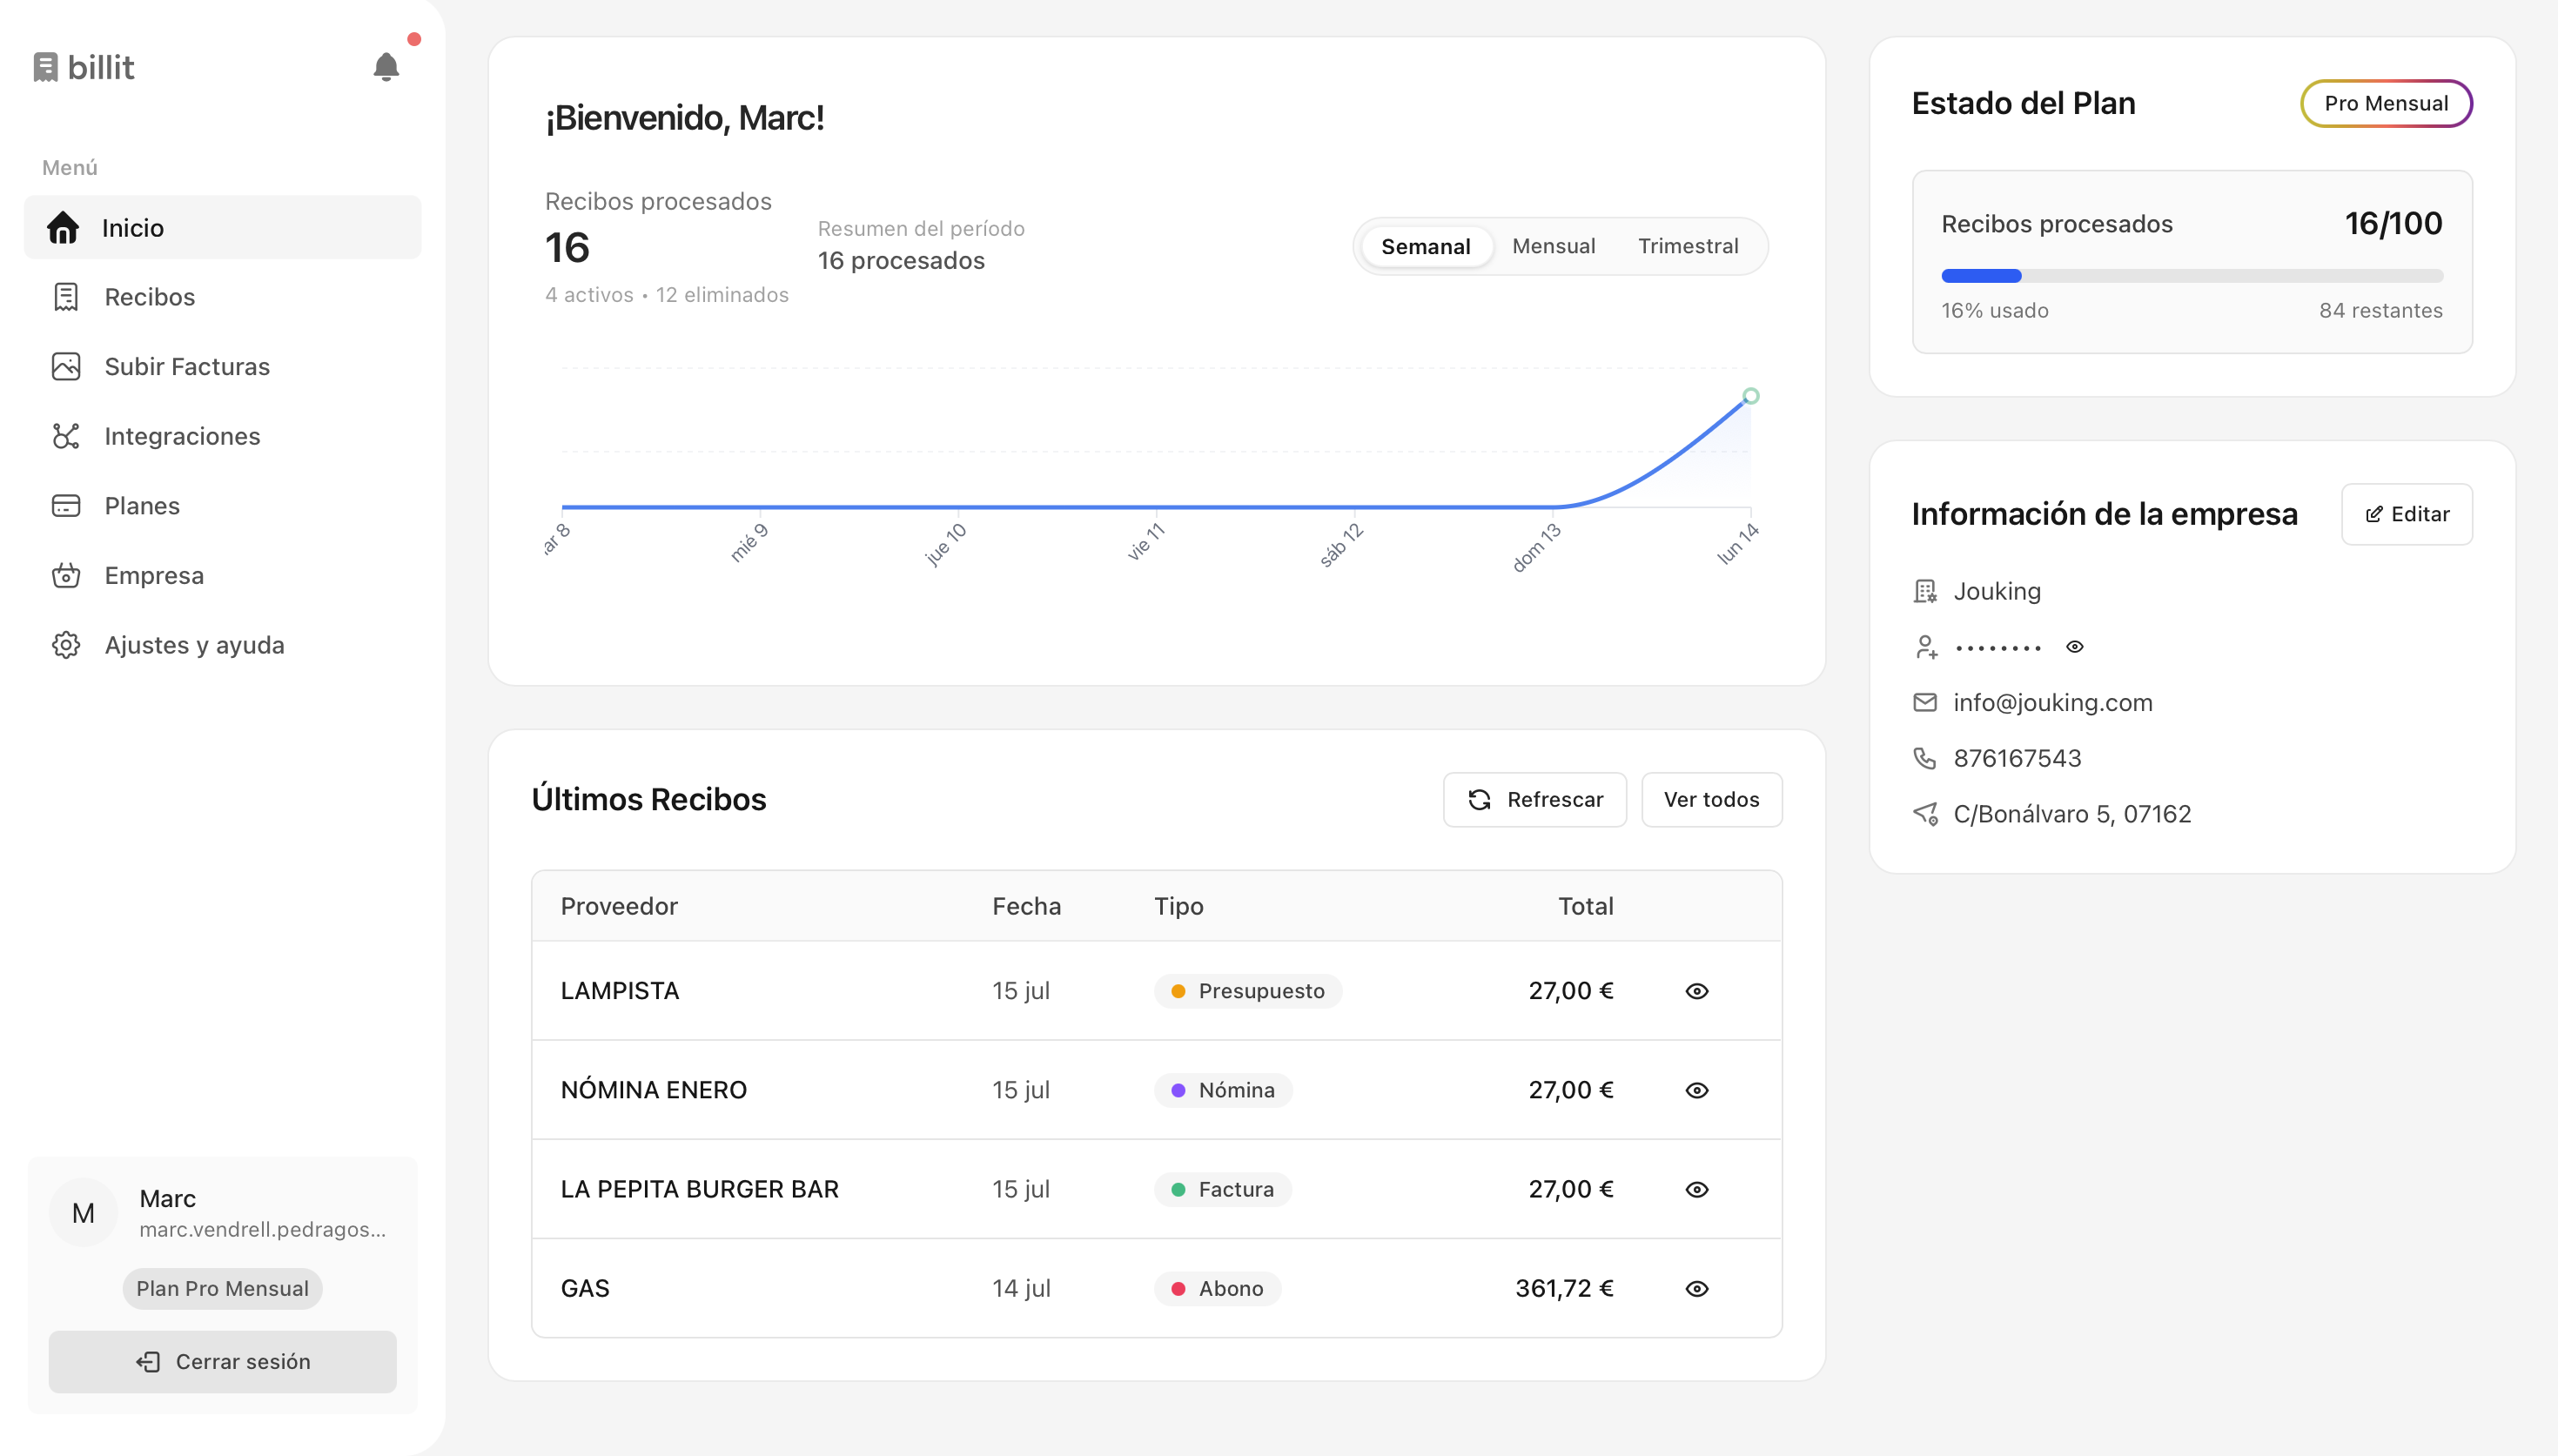 billit
Menú
Inicio
Recibos
Subir Facturas
Integraciones
Planes
Empresa
Ajustes y ayuda
M
Marc
marc.vendrell.pedragos...
Plan Pro Mensual
Cerrar sesión
¡Bienvenido, Marc!
Recibos procesados
16
4 activos • 12 eliminados
Resumen del período
16 procesados
Semanal Mensual Trimestral
ar 8 mié 9 jue 10 vie 11 sáb 12 dom 13 lun 14
Últimos Recibos
Refrescar Ver todos
Proveedor Fecha Tipo Total
LAMPISTA 15 jul Presupuesto 27,00 €
NÓMINA ENERO 15 jul Nómina 27,00 €
LA PEPITA BURGER BAR 15 jul Factura 27,00 €
GAS 14 jul Abono 361,72 €
Estado del Plan
Pro Mensual
Recibos procesados 16/100
16% usado 84 restantes
Información de la empresa
Editar
Jouking
••••••••
info@jouking.com
876167543
C/Bonálvaro 5, 07162